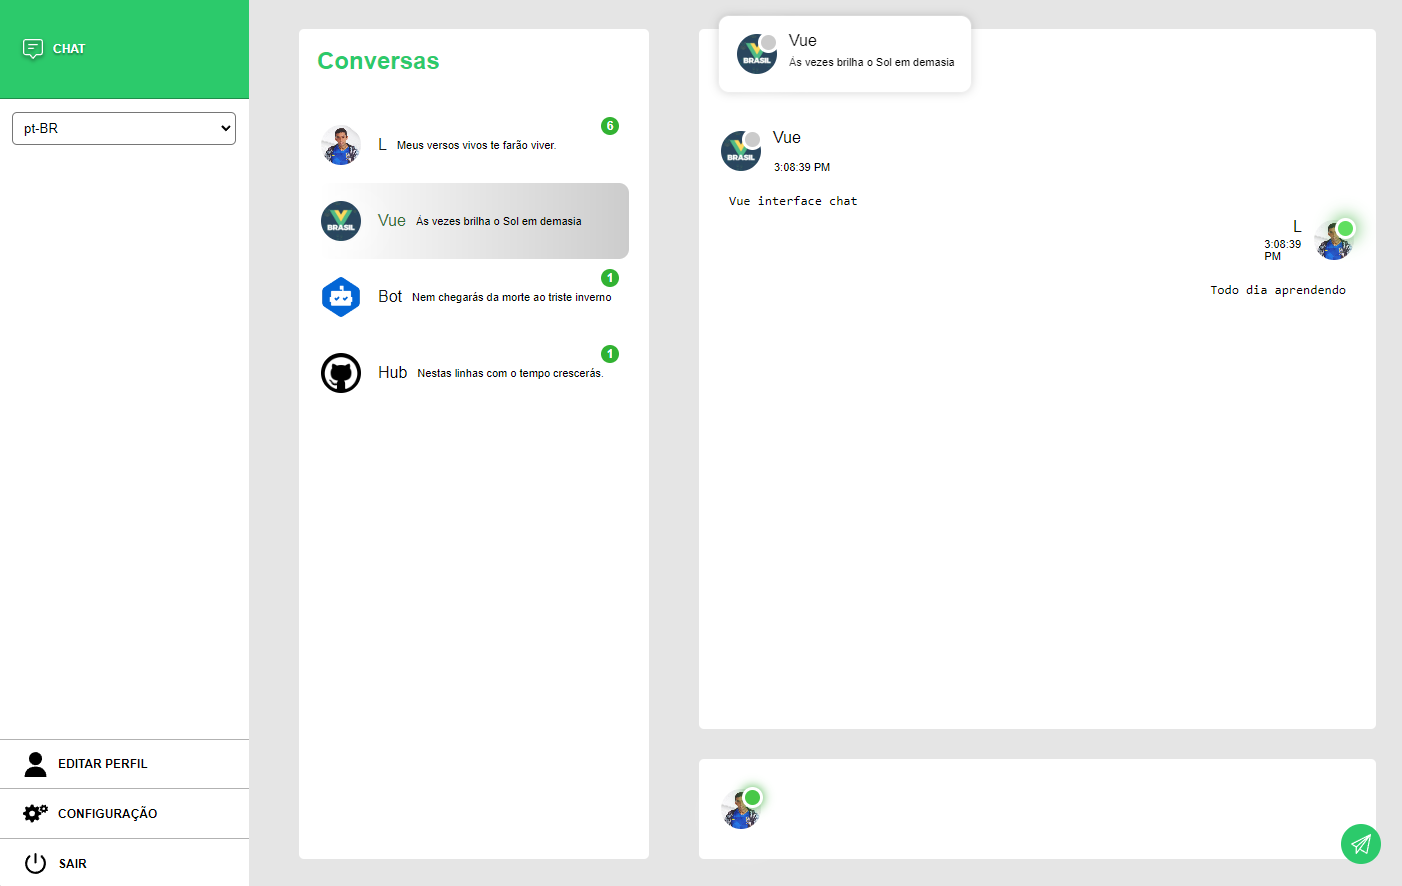 CHAT
pt-BR
EDITAR PERFIL
CONFIGURAÇÃO
SAIR
Conversas
6
L Meus versos vivos te farão viver.
BRASIL
Vue Às vezes brilha o Sol em demasia
1
Bot Nem chegarás da morte ao triste inverno
1
Hub Nestas linhas com o tempo crescerás.
BRASIL
Vue
Às vezes brilha o Sol em demasia
BRASIL
Vue
3:08:39 PM
Vue interface chat
L
3:08:39
PM
Todo dia aprendendo